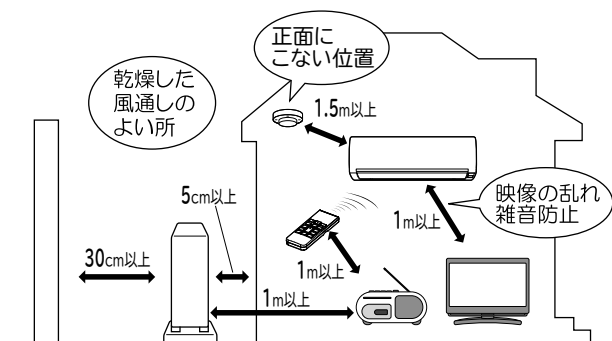 正面に
こない位置
乾燥した
風通しの
よい所
1.5m以上
映像の乱れ
雑音防止
5cm以上
1m以上
30cm以上
1m以上
1m以上